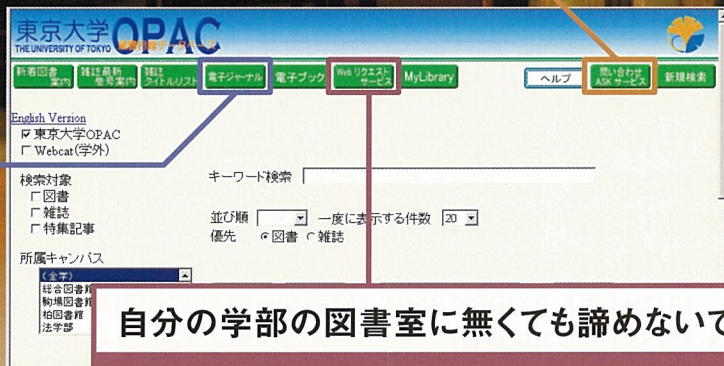 東京大学OPAC
THE UNIVERSITY OF TOKYO
新着図書案内 雑誌最新巻号案内 雑誌タイトルリスト 電子ジャーナル 電子ブック Web リクエストサービス MyLibrary ヘルプ 問い合わせASK サービス 新規検索
English Version
東京大学OPAC
Webcat(学外)
検索対象
図書
雑誌
特集記事
所属キャンパス
(全学)
総合図書館
駒場図書館
柏図書館
法学部
キーワード検索
並び順 一度に表示する件数 20
優先 図書 雑誌
自分の学部の図書室に無くても諦めないで